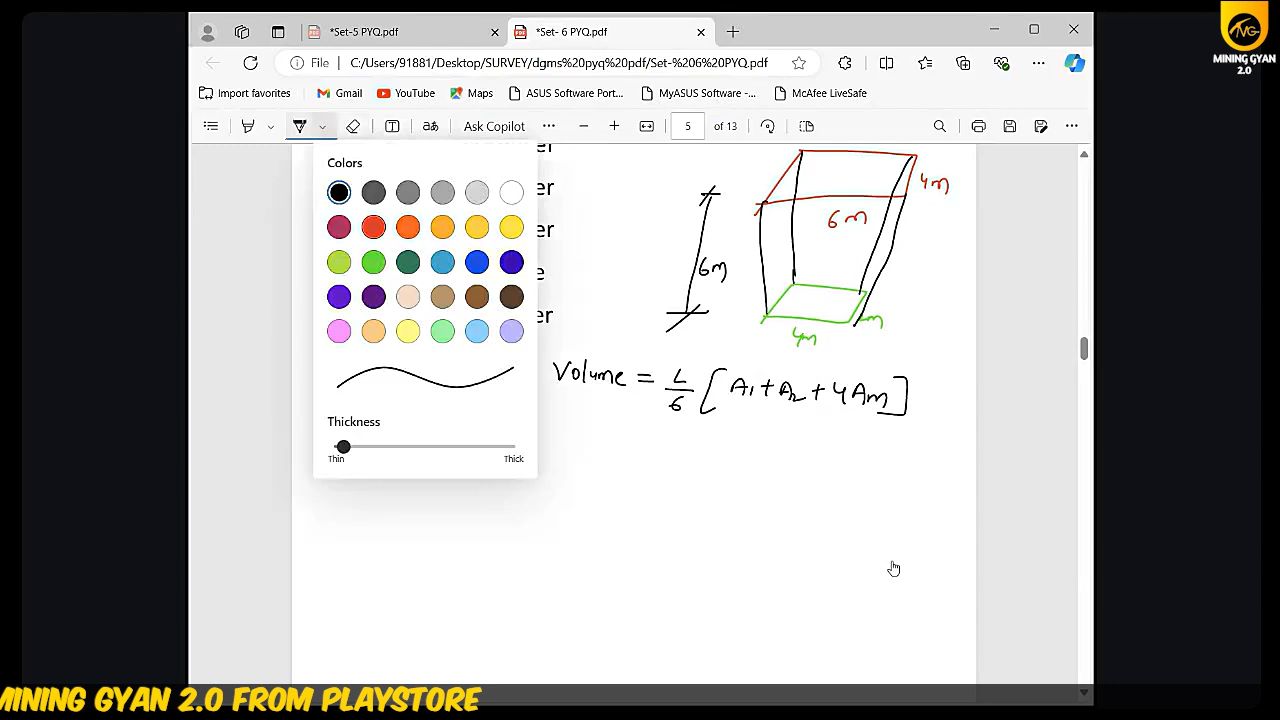 *Set-5 PYQ.pdf
*Set- 6 PYQ.pdf
File
C:/Users/91881/Desktop/SURVEY/dgms%20pyq%20pdf/Set-%206%20PYQ.pdf
Import favorites
Gmail
YouTube
Maps
ASUS Software Port...
MyASUS Software -...
McAfee LiveSafe
Ask Copilot
5 of 13
MINING GYAN
2.0
Colors
er
er
e
er
4m
6m
6m
4m
Volume = L/6 [A1 + A2 + 4Am]
Thickness
Thin
Thick
MINING GYAN 2.0 FROM PLAYSTORE